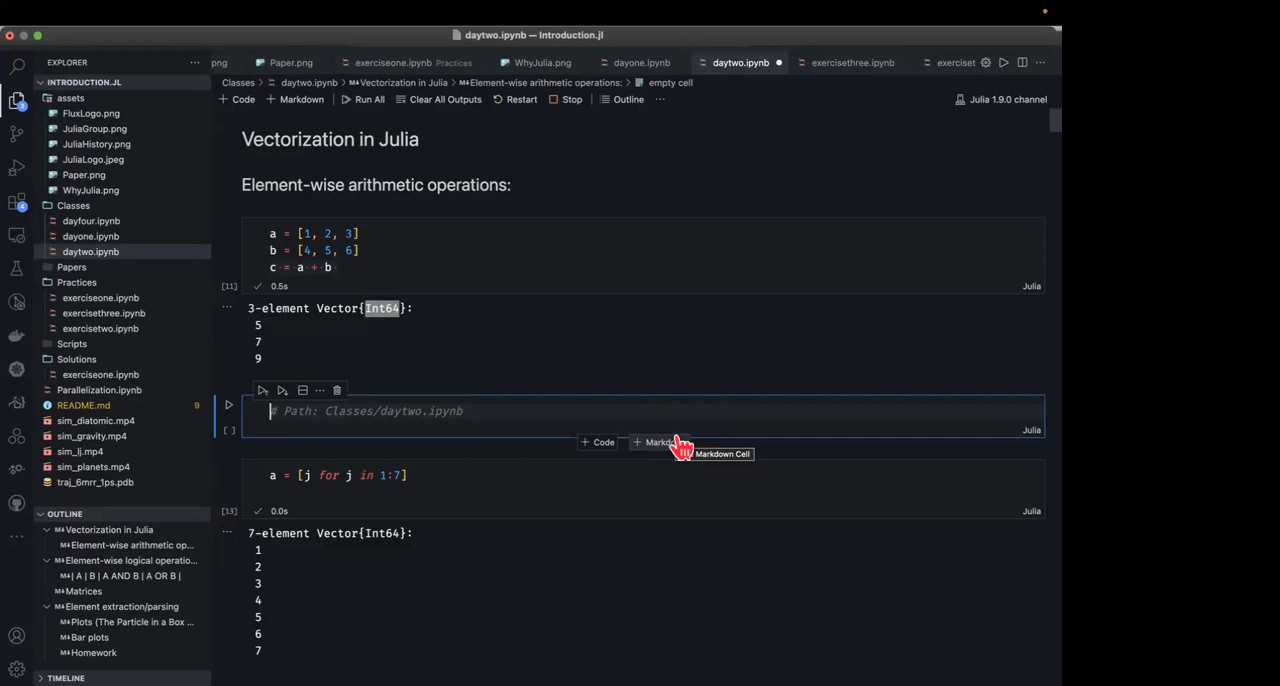 daytwo.ipynb — Introduction.jl
EXPLORER
png Paper.png exerciseone.ipynb Practices WhyJulia.png dayone.ipynb daytwo.ipynb exercisethree.ipynb exerciset
INTRODUCTION.JL
Classes > daytwo.ipynb > M↓Vectorization in Julia > M↓Element-wise arithmetic operations: > empty cell
+ Code + Markdown Run All Clear All Outputs Restart Stop Outline ... Julia 1.9.0 channel
assets
FluxLogo.png
JuliaGroup.png
JuliaHistory.png
JuliaLogo.jpeg
Paper.png
WhyJulia.png
Classes
dayfour.ipynb
dayone.ipynb
daytwo.ipynb
Papers
Practices
exerciseone.ipynb
exercisethree.ipynb
exercisetwo.ipynb
Scripts
Solutions
exerciseone.ipynb
Parallelization.ipynb
README.md 9
sim_diatomic.mp4
sim_gravity.mp4
sim_lj.mp4
sim_planets.mp4
traj_6mrr_1ps.pdb
OUTLINE
M↓Vectorization in Julia
M↓Element-wise arithmetic op...
M↓Element-wise logical operatio...
M↓| A | B | A AND B | A OR B |
M↓Matrices
M↓Element extraction/parsing
M↓Plots (The Particle in a Box ...
M↓Bar plots
M↓Homework
TIMELINE
3
4
Vectorization in Julia
Element-wise arithmetic operations:
a = [1, 2, 3]
b = [4, 5, 6]
c = a + b
[11] 0.5s Julia
3-element Vector{Int64}:
5
7
9
# Path: Classes/daytwo.ipynb
[ ] Julia
+ Code + Markdo
Markdown Cell
a = [j for j in 1:7]
[13] 0.0s Julia
7-element Vector{Int64}:
1
2
3
4
5
6
7